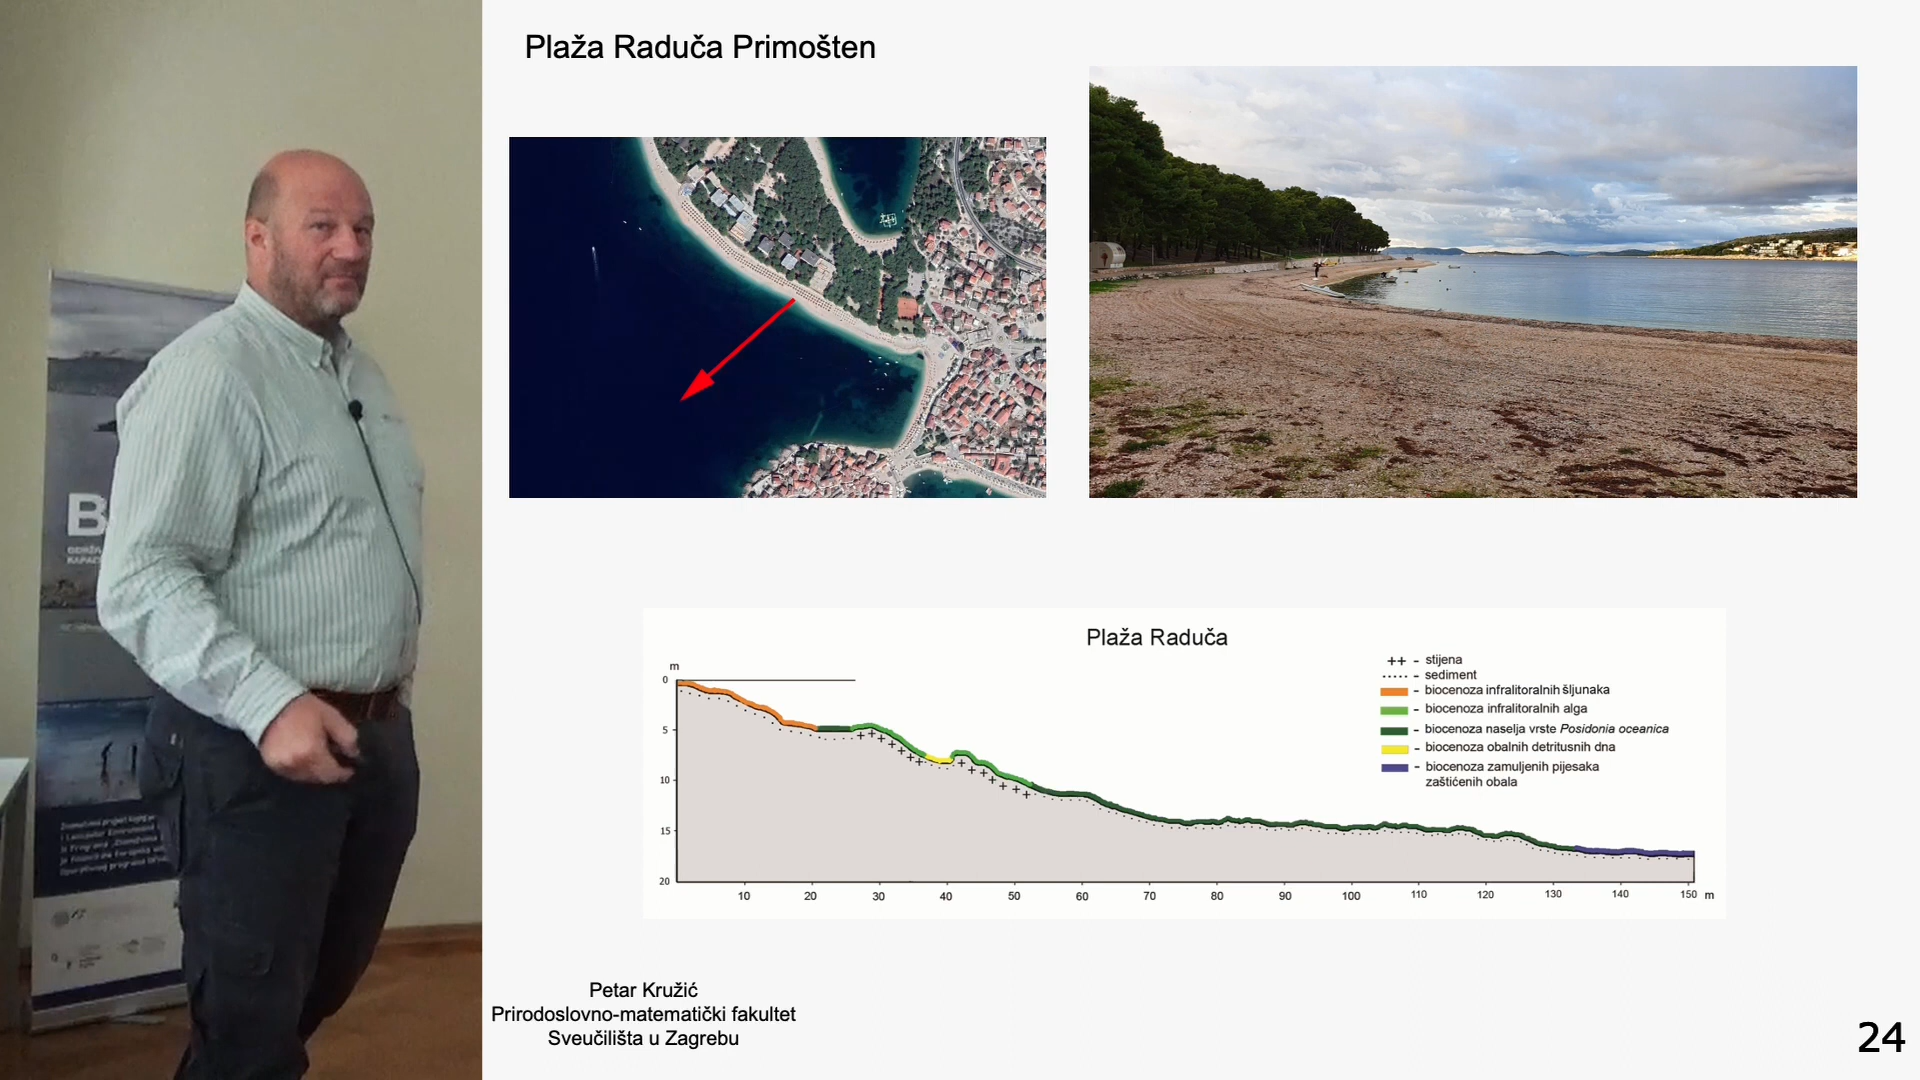 Plaža Raduča Primošten
Plaža Raduča
m
++ - stijena
0
..... - sediment
- biocenoza infralitoralnih šljunaka
- biocenoza infralitoralnih alga
5
- biocenoza naselja vrste Posidonia oceanica
- biocenoza obalnih detritusnih dna
- biocenoza zamuljenih pijesaka
zaštićenih obala
10
15
20
10 20 30 40 50 60 70 80 90 100 110 120 130 140 150 m
Petar Kružić
Prirodoslovno-matematički fakultet
Sveučilišta u Zagrebu
24
B